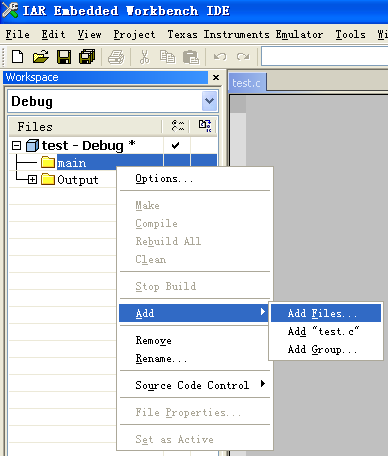 IAR Embedded Workbench IDE
File Edit View Project Texas Instruments Emulator Tools
Workspace
test.c
Debug
Files
test - Debug *
main
Output
Options...
Make
Compile
Rebuild All
Clean
Stop Build
Add
Add Files...
Add "test.c"
Add Group...
Remove
Rename...
Source Code Control
File Properties...
Set as Active